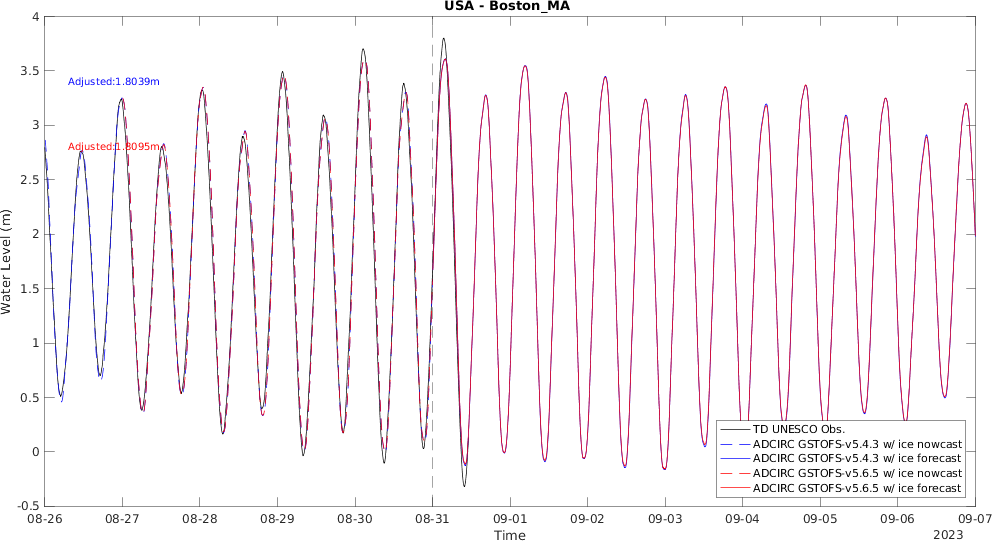 USA - Boston_MA
Adjusted:1.8039m
Adjusted:1.8095m
Water Level (m)
4
3.5
3
2.5
2
1.5
1
0.5
0
-0.5
TD UNESCO Obs.
ADCIRC GSTOFS-v5.4.3 w/ ice nowcast
ADCIRC GSTOFS-v5.4.3 w/ ice forecast
ADCIRC GSTOFS-v5.6.5 w/ ice nowcast
ADCIRC GSTOFS-v5.6.5 w/ ice forecast
08-26 08-27 08-28 08-29 08-30 08-31 09-01 09-02 09-03 09-04 09-05 09-06 09-07
Time
2023